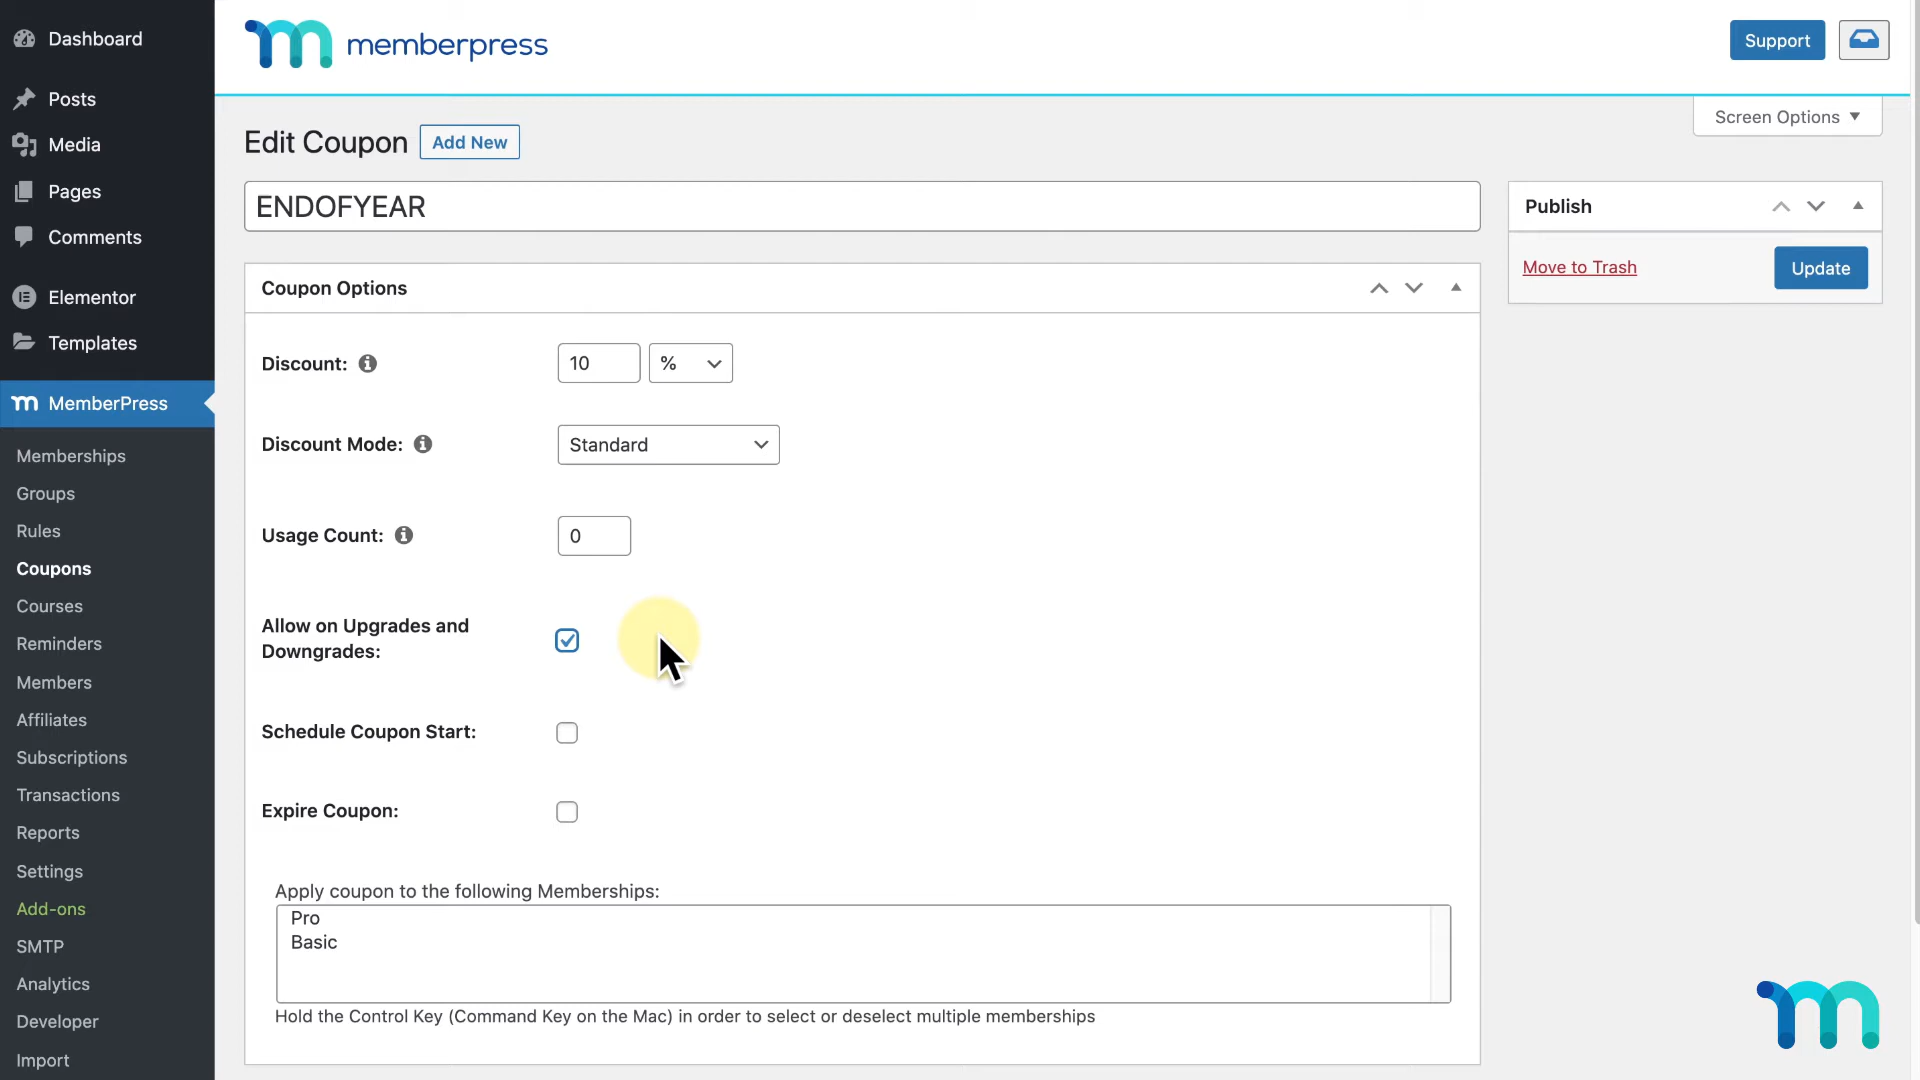 Dashboard
Posts
Media
Pages
Comments
Elementor
Templates
MemberPress
Memberships
Groups
Rules
Coupons
Courses
Reminders
Members
Affiliates
Subscriptions
Transactions
Reports
Settings
Add-ons
SMTP
Analytics
Developer
Import
memberpress
Support
Screen Options
Edit Coupon
Add New
ENDOFYEAR
Coupon Options
Discount:
10
%
Discount Mode:
Standard
Usage Count:
0
Allow on Upgrades and
Downgrades:
Schedule Coupon Start:
Expire Coupon:
Apply coupon to the following Memberships:
Pro
Basic
Hold the Control Key (Command Key on the Mac) in order to select or deselect multiple memberships
Publish
Move to Trash
Update